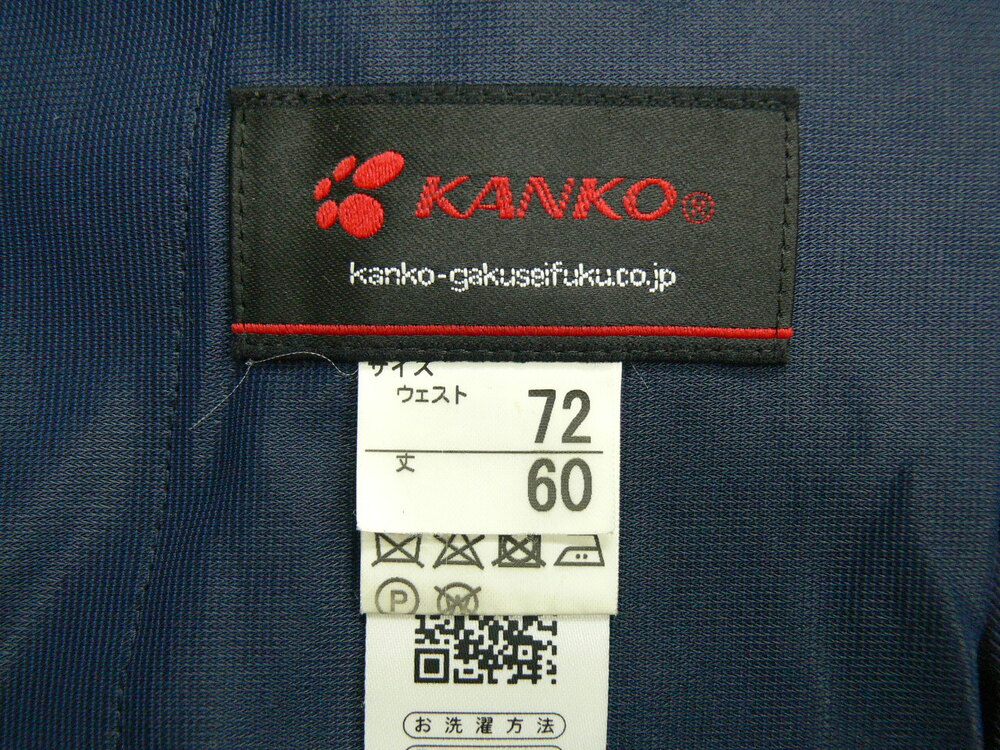 KANKO®
kanko-gakuseifuku.co.jp
サイズ
ウェスト 72
丈 60
P W
お洗濯方法